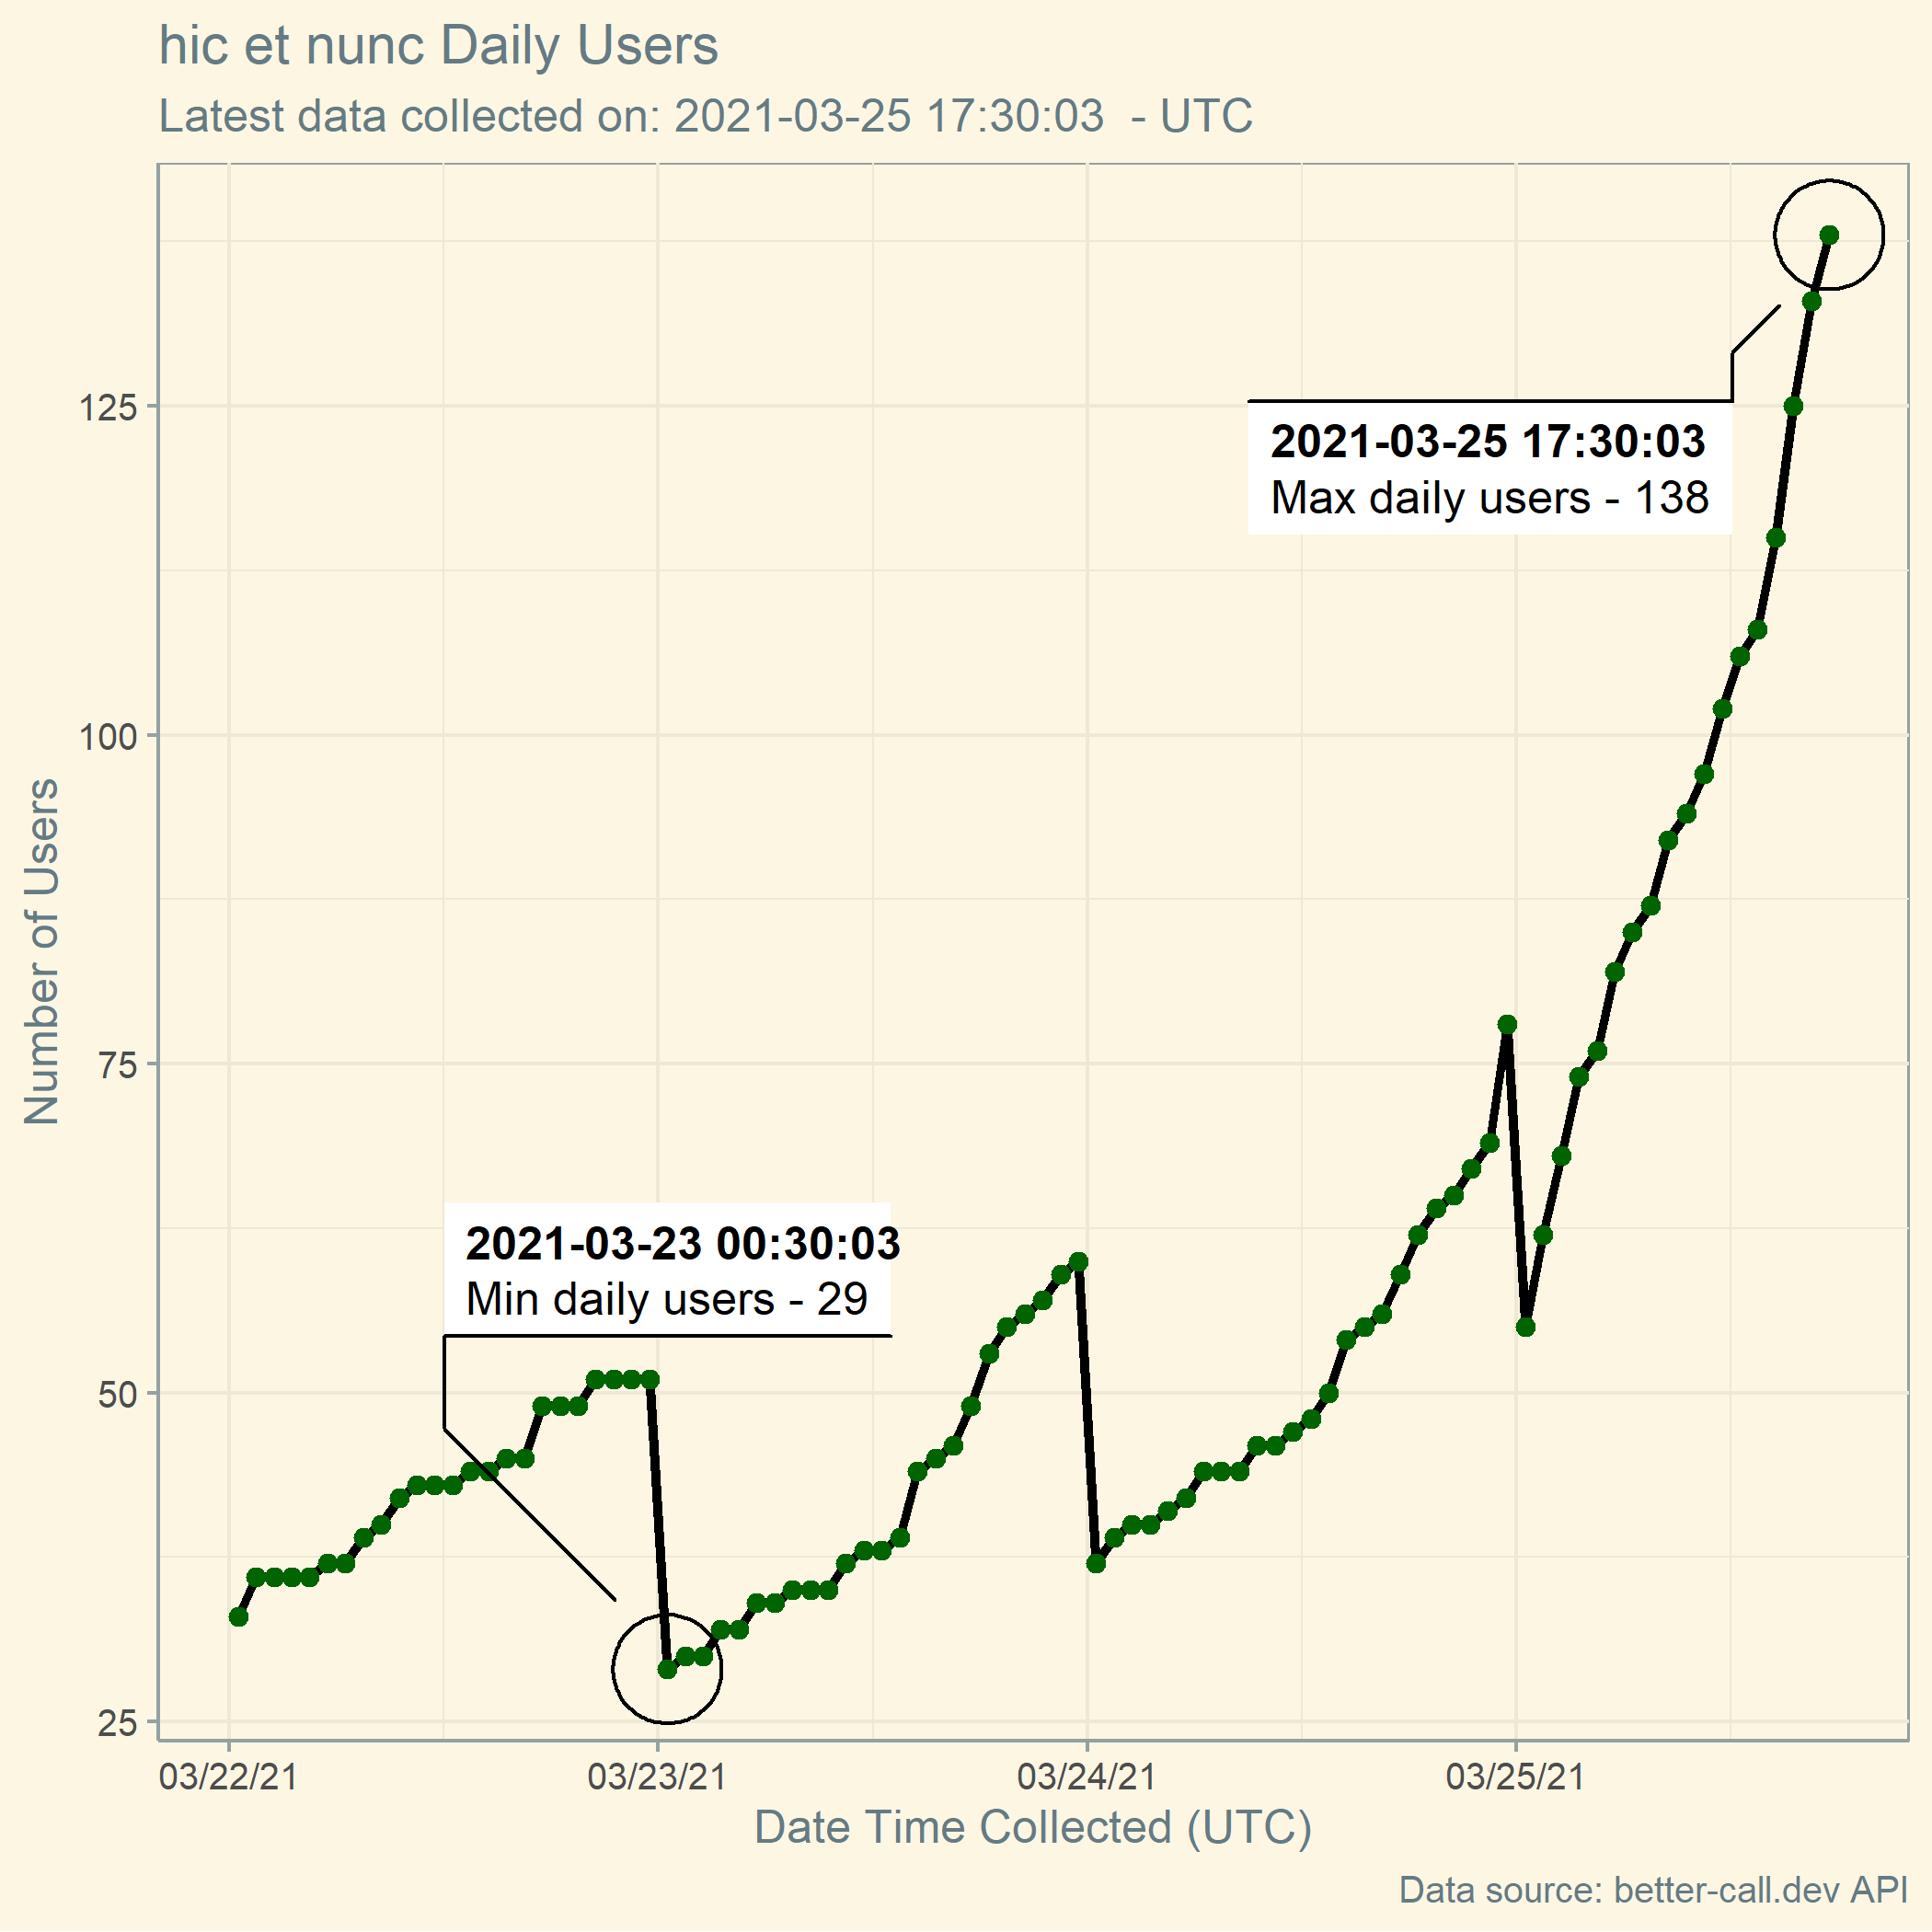 hic et nunc Daily Users
Latest data collected on: 2021-03-25 17:30:03  - UTC
125
2021-03-25 17:30:03
Max daily users - 138
100
Number of Users
75
2021-03-23 00:30:03
Min daily users - 29
50
25
03/22/21 03/23/21 03/24/21 03/25/21
Date Time Collected (UTC)
Data source: better-call.dev API